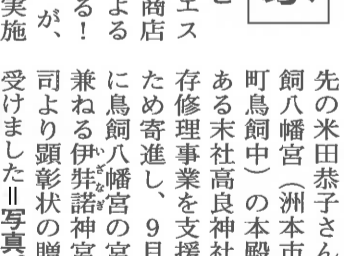 先の米田恭子さん
飼八幡宮（洲本市
町鳥飼中）の本殿
ある末社高良神社
存修理事業を支援
ため寄進し、9月
に鳥飼八幡宮の宮
兼ねる伊弉諾神宮
司より顕彰状の贈
受けました＝写真
と
エス
商店
よる
る！
が、
実施